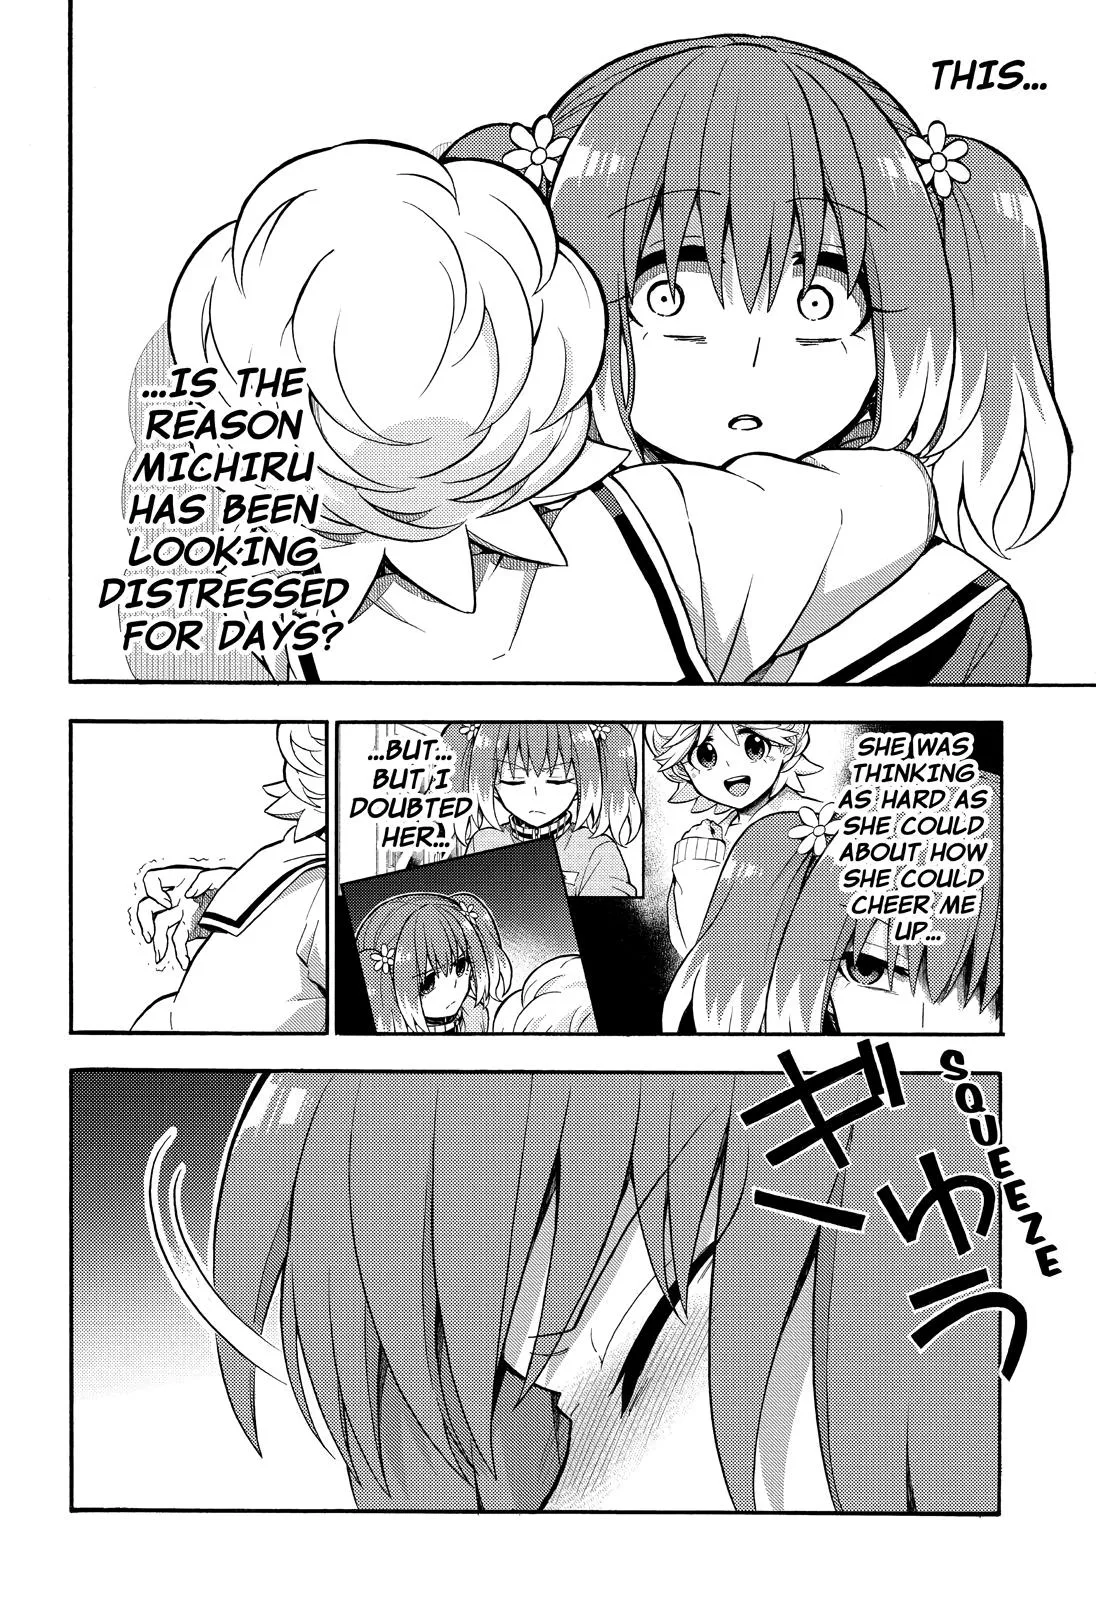 THIS...
...IS THE
REASON
MICHIRU
HAS BEEN
LOOKING
DISTRESSED
FOR DAYS?
SHE WAS
THINKING
AS HARD AS
SHE COULD
ABOUT HOW
SHE COULD
CHEER ME
UP...
...BUT...
BUT I
DOUBTED
HER...
SQUEEZE
ギゅう